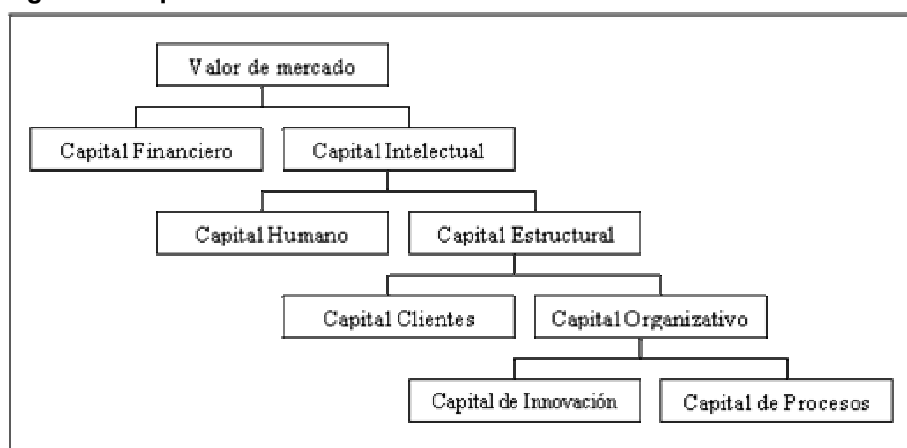 Valor de mercado
Capital Financiero
Capital Intelectual
Capital Humano
Capital Estructural
Capital Clientes
Capital Organizativo
Capital de Innovación
Capital de Procesos